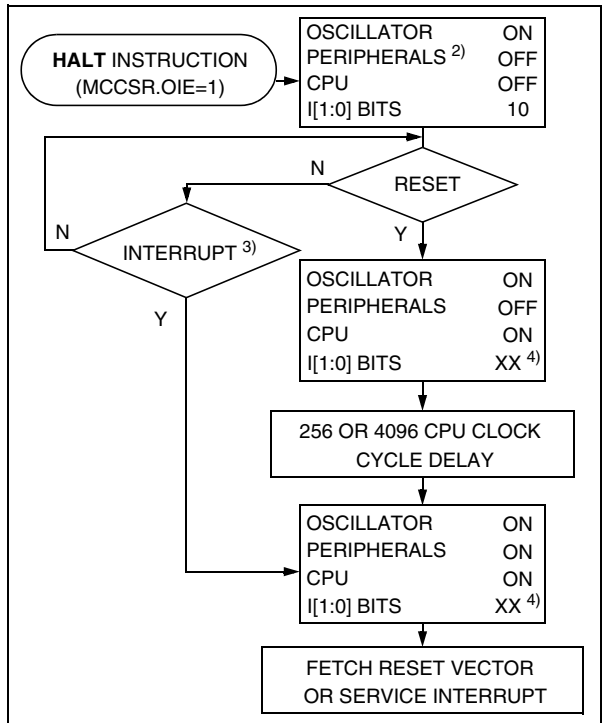 HALT INSTRUCTION
(MCCSR.OIE=1)
OSCILLATOR ON
PERIPHERALS 2) OFF
CPU OFF
I[1:0] BITS 10
N
RESET
N
INTERRUPT 3)
Y
Y
OSCILLATOR ON
PERIPHERALS OFF
CPU ON
I[1:0] BITS XX 4)
256 OR 4096 CPU CLOCK
CYCLE DELAY
OSCILLATOR ON
PERIPHERALS ON
CPU ON
I[1:0] BITS XX 4)
FETCH RESET VECTOR
OR SERVICE INTERRUPT